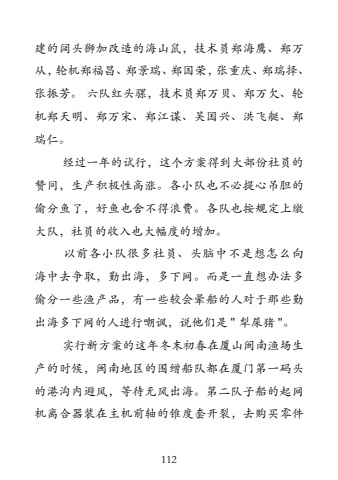 建的阔头狮加改造的海山鼠，技术员郑海鹰、郑万
从，轮机郑福昌、郑景瑞、郑国荣，张重庆、郑瑞择、
张振芳。 六队红头骡，技术员郑万贝、郑万欠、轮
机郑天明、郑万宋、郑江谋、吴国兴、洪飞艇、郑
瑞仁。
经过一年的试行，这个方案得到大部份社员的
赞同，生产积极性高涨。各小队也不必提心吊胆的
偷分鱼了，好鱼也舍不得浪费。各队也按规定上缴
大队，社员的收入也大幅度的增加。
以前各小队很多社员、头脑中不是想怎么向
海中去争取，勤出海，多下网。而是一直想办法多
偷分一些渔产品，有一些较会晕船的人对于那些勤
出海多下网的人进行嘲讽，说他们是"犁屎猪"。
实行新方案的这年冬末初春在厦山闽南渔场生
产的时候，闽南地区的围缯船队都在厦门第一码头
的港沟内避风，等待无风出海。第二队子船的起网
机离合器装在主机前轴的锥度套开裂，去购买零件
112